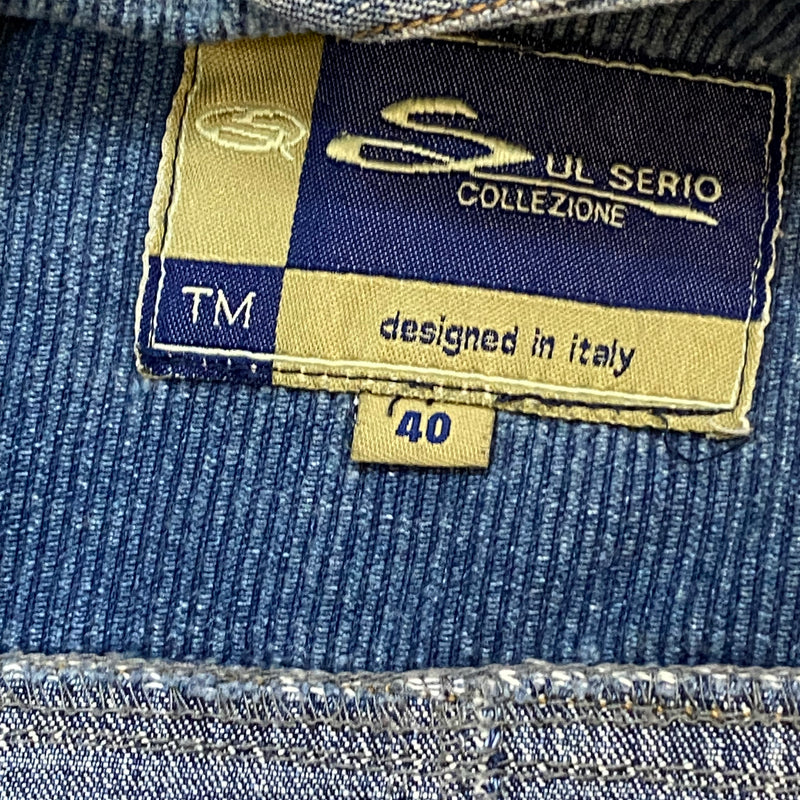 SUL SERIO
COLLEZIONE
TM
designed in italy
40